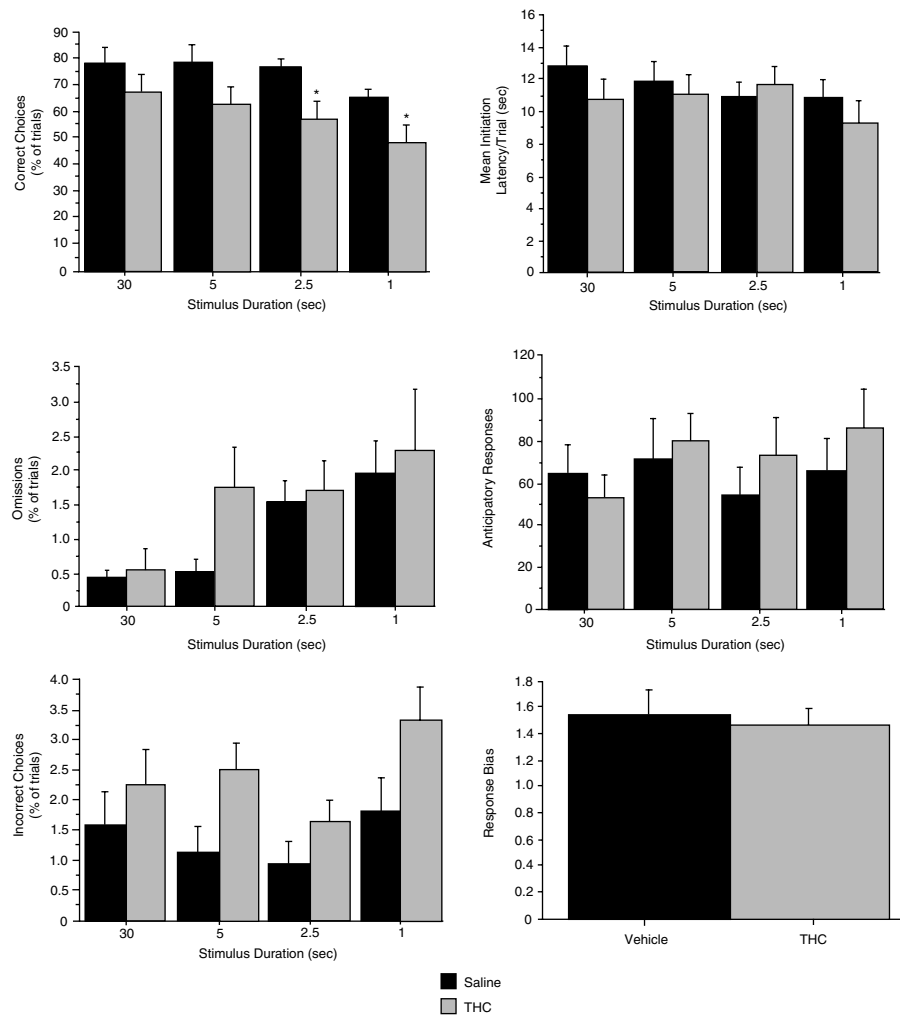 90
80
70
60
50
40
30
20
10
0
Correct Choices
(% of trials)
*
*
30 5 2.5 1
Stimulus Duration (sec)
16
14
12
10
8
6
4
2
0
Mean Initiation
Latency/Trial (sec)
30 5 2.5 1
Stimulus Duration (sec)
3.5
3.0
2.5
2.0
1.5
1.0
0.5
0
Omissions
(% of trials)
30 5 2.5 1
Stimulus Duration (sec)
120
100
80
60
40
20
0
Anticipatory Responses
30 5 2.5 1
Stimulus Duration (sec)
4.0
3.5
3.0
2.5
2.0
1.5
1.0
0.5
0
Incorrect Choices
(% of trials)
30 5 2.5 1
Stimulus Duration (sec)
1.8
1.6
1.4
1.2
1.0
0.8
0.6
0.4
0.2
0
Response Bias
Vehicle THC
Saline
THC